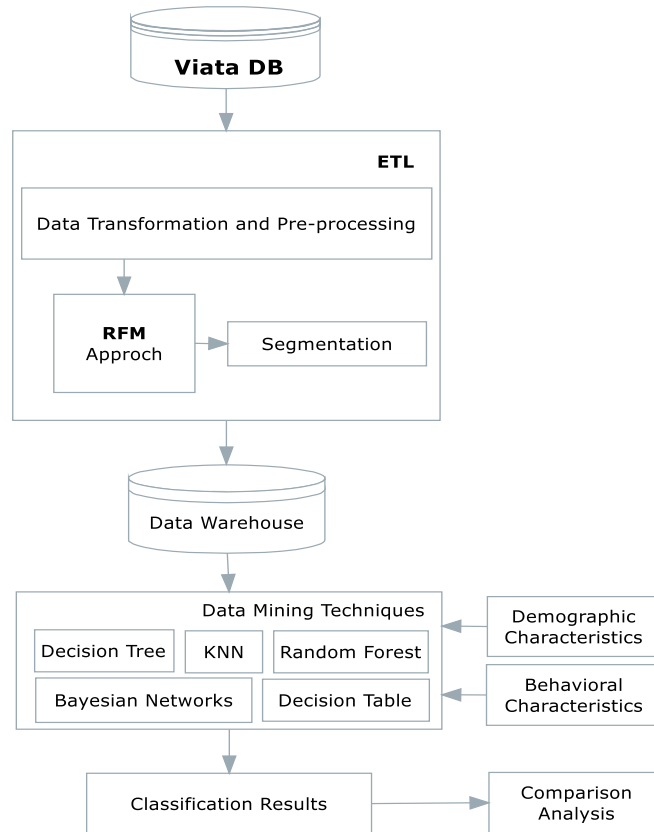 Viata DB
ETL
Data Transformation and Pre-processing
RFM
Approch
Segmentation
Data Warehouse
Data Mining Techniques
Decision Tree
KNN
Random Forest
Bayesian Networks
Decision Table
Demographic
Characteristics
Behavioral
Characteristics
Classification Results
Comparison
Analysis